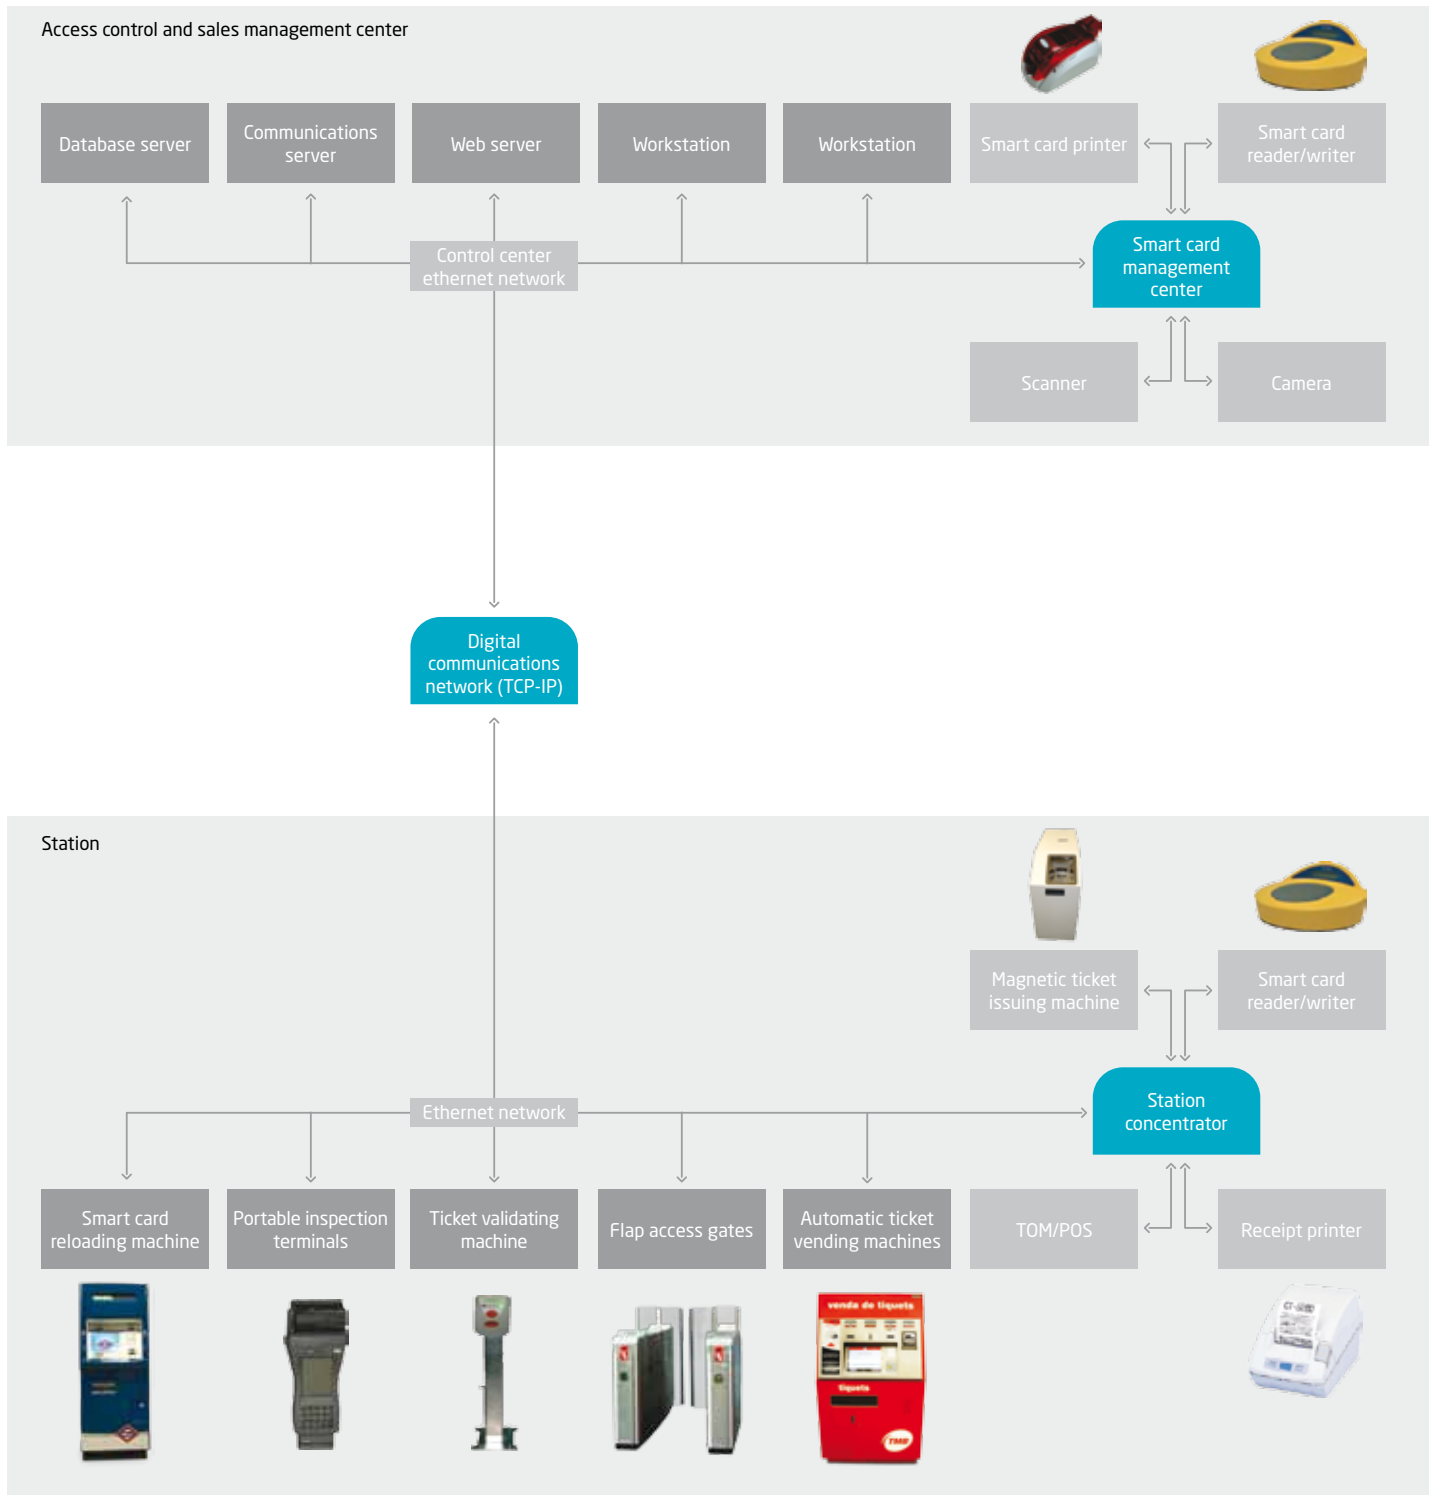 Access control and sales management center
Database server
Communications
server
Web server
Workstation
Workstation
Smart card printer
Smart card
reader/writer
Control center
ethernet network
Smart card
management
center
Scanner
Camera
Digital
communications
network (TCP-IP)
Station
Magnetic ticket
issuing machine
Smart card
reader/writer
Ethernet network
Station
concentrator
Smart card
reloading machine
Portable inspection
terminals
Ticket validating
machine
Flap access gates
Automatic ticket
vending machines
TOM/POS
Receipt printer
venda de tiquets
tiquets
TMB